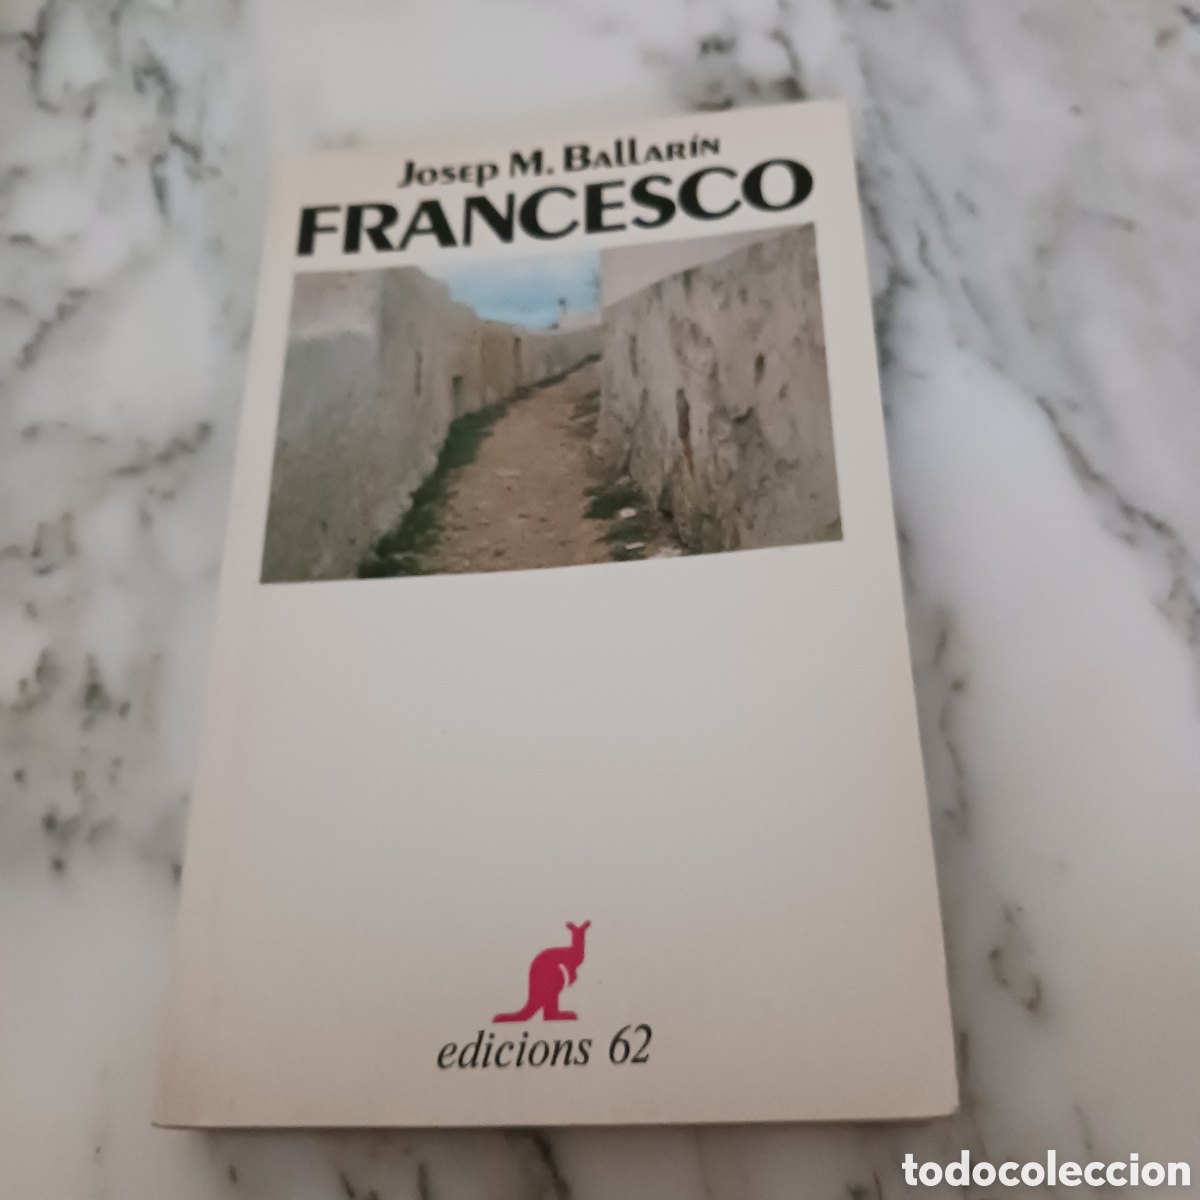 Josep M. Ballarín
FRANCESCO
edicions 62
todocoleccion